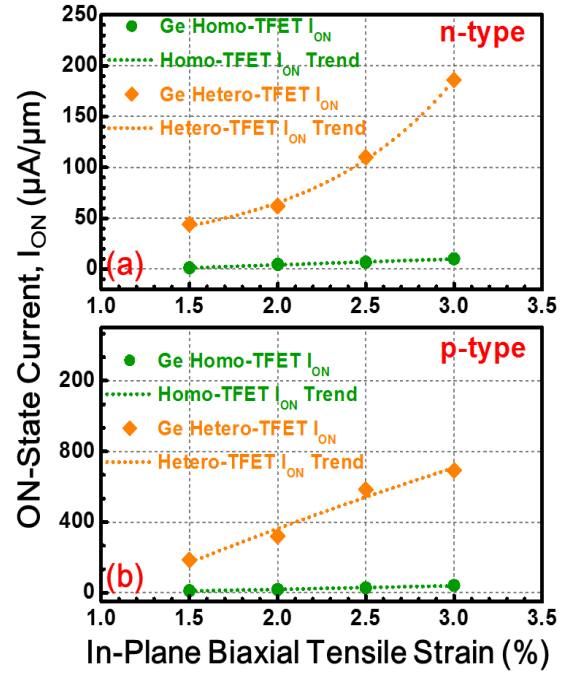 250
Ge Homo-TFET I_ON
n-type
Homo-TFET I_ON Trend
200
Ge Hetero-TFET I_ON
150
Hetero-TFET I_ON Trend
100
50
0
(a)
1.0 1.5 2.0 2.5 3.0 3.5
p-type
Ge Homo-TFET I_ON
200
Homo-TFET I_ON Trend
Ge Hetero-TFET I_ON
800
Hetero-TFET I_ON Trend
400
0
(b)
1.0 1.5 2.0 2.5 3.0 3.5
ON-State Current, I_ON (µA/µm)
In-Plane Biaxial Tensile Strain (%)